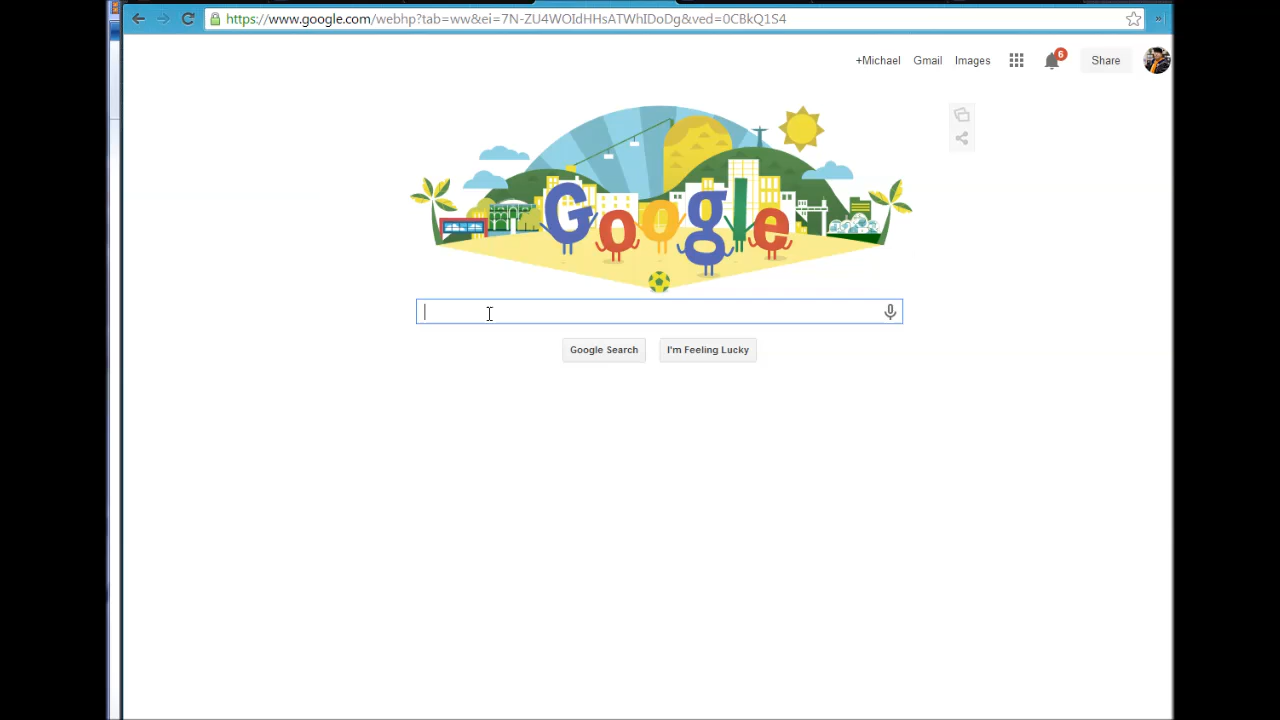 https://www.google.com/webhp?tab=ww&ei=7N-ZU4WOIdHHsATWhIDoDg&ved=0CBkQ1S4
+Michael Gmail Images 6 Share
Google
Google Search I'm Feeling Lucky